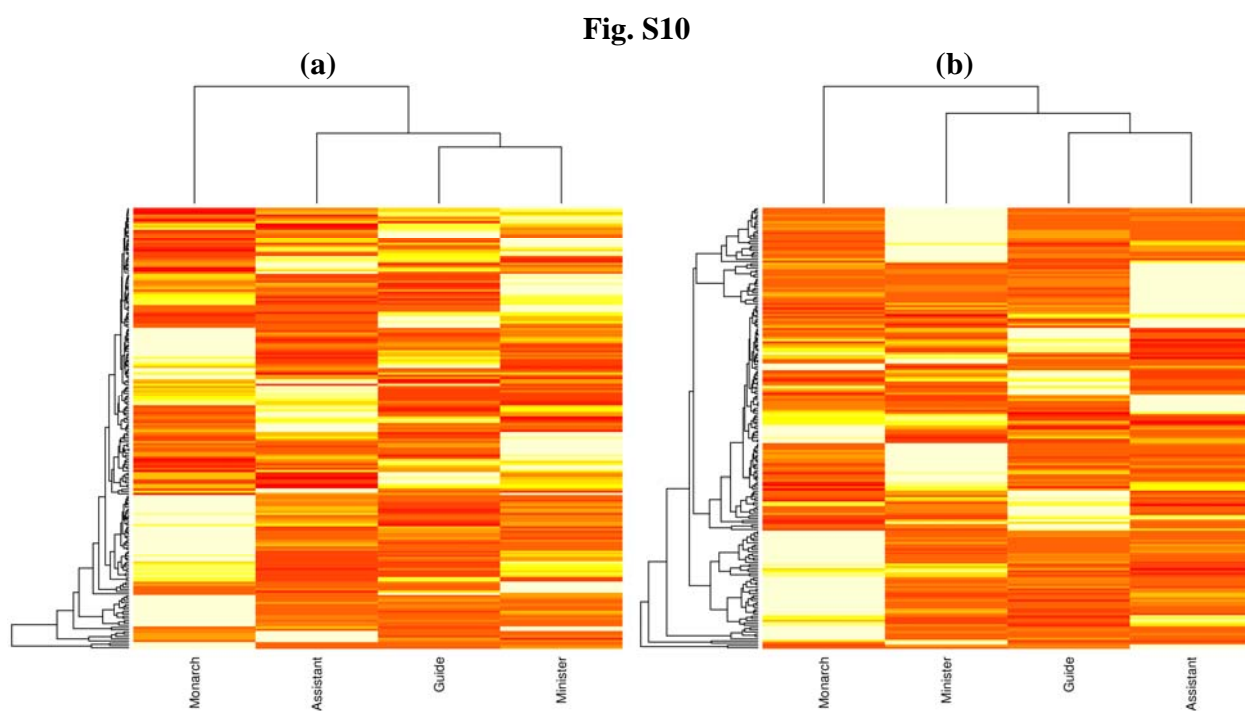 Fig. S10
(a) (b)
Monarch
Assistant
Guide
Minister
Monarch
Minister
Guide
Assistant